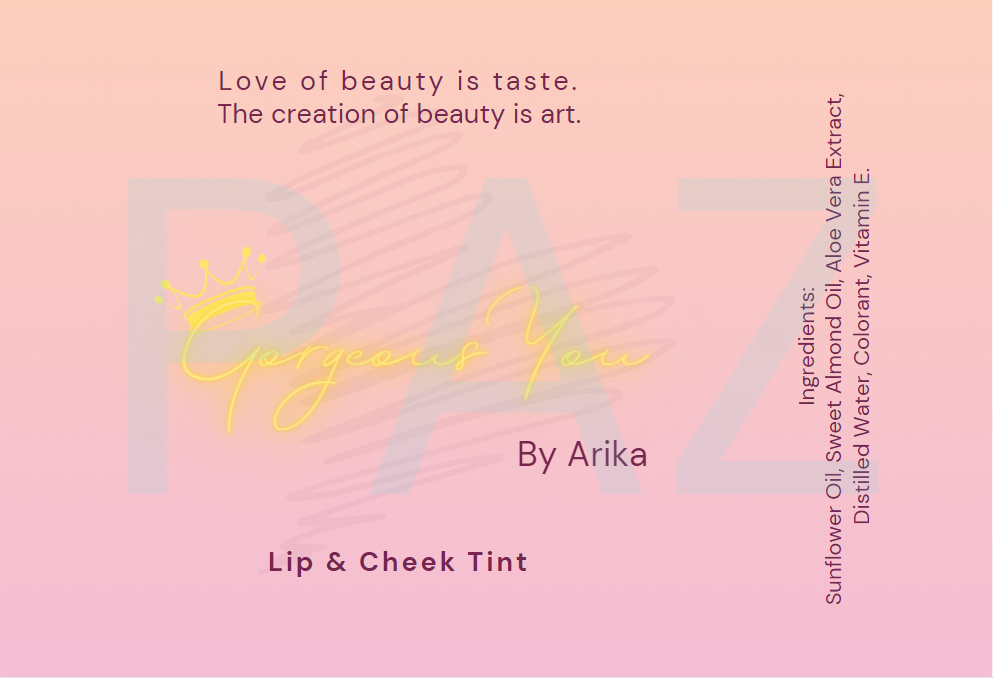 Love of beauty is taste.
The creation of beauty is art.
PAZ
Gorgeous You
By Arika
Lip & Cheek Tint
Ingredients:
Sunflower Oil, Sweet Almond Oil, Aloe Vera Extract,
Distilled Water, Colorant, Vitamin E.